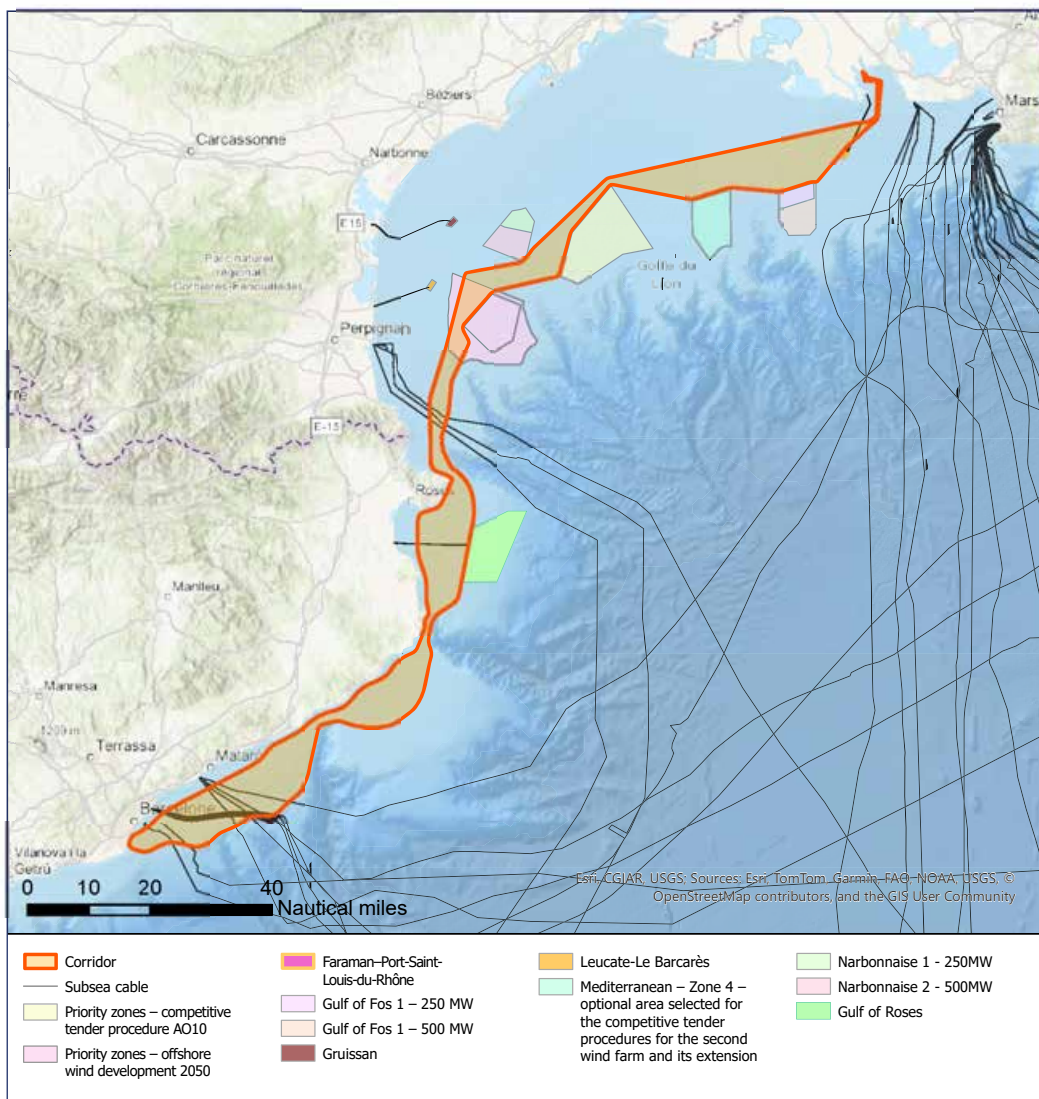 Béziers
Mars
Carcassonne
Narbonne
E15
Parc naturel
régional
Golfe du
Lion
Perpignan
E-15
Roses
Manlleu
Manresa
1200 m
Terrassa
Mataró
Barcelone
Vilanova i la
Geltrú
0 10 20 40
Nautical miles
Esri, CGIAR, USGS; Sources: Esri, TomTom, Garmin, FAO, NOAA, USGS, ©
OpenStreetMap contributors, and the GIS User Community
Corridor
Subsea cable
Priority zones – competitive
tender procedure AO10
Priority zones – offshore
wind development 2050
Faraman–Port-Saint-
Louis-du-Rhône
Gulf of Fos 1 – 250 MW
Gulf of Fos 1 – 500 MW
Gruissan
Leucate-Le Barcarès
Mediterranean – Zone 4 –
optional area selected for
the competitive tender
procedures for the second
wind farm and its extension
Narbonnaise 1 - 250MW
Narbonnaise 2 - 500MW
Gulf of Roses